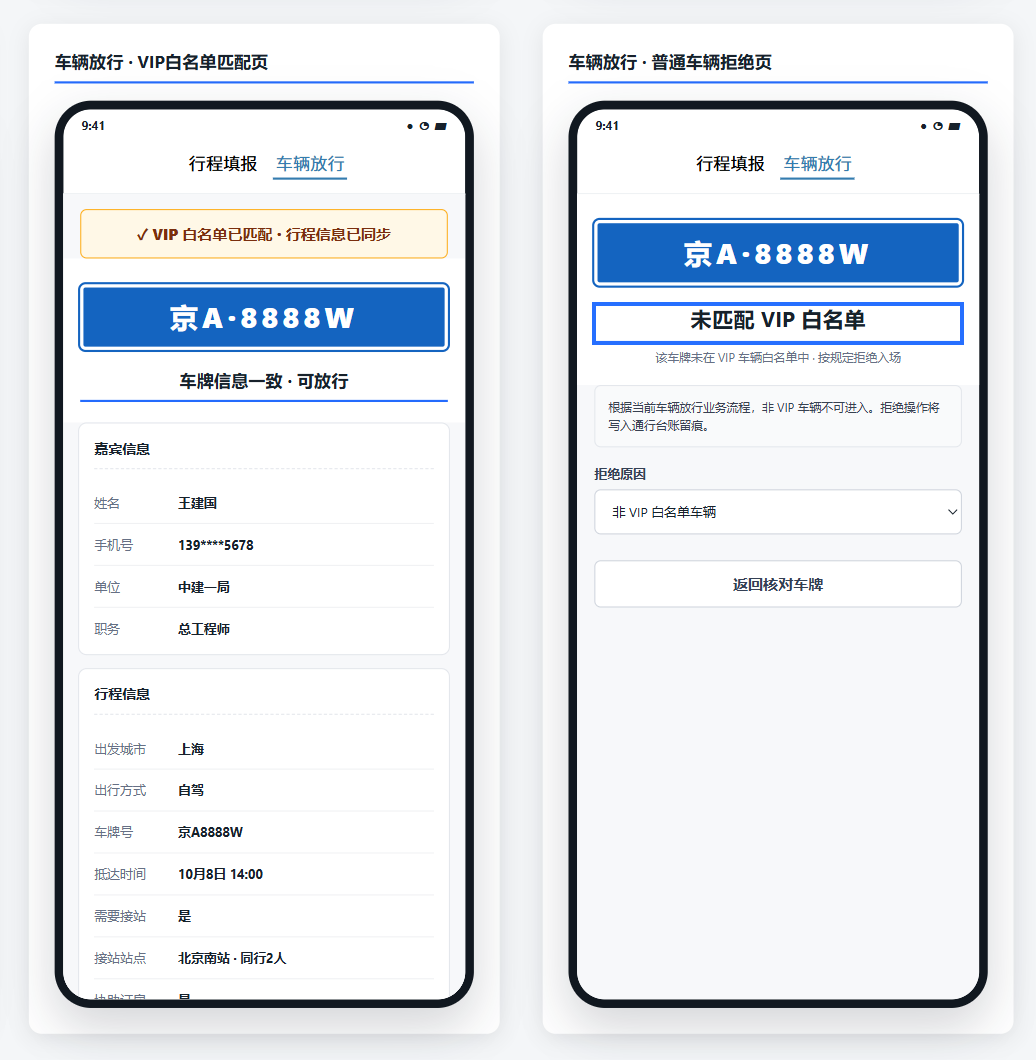 车辆放行 · VIP白名单匹配页
9:41
行程填报 车辆放行
✓ VIP 白名单已匹配 · 行程信息已同步
京A·8888W
车牌信息一致 · 可放行
嘉宾信息
姓名 王建国
手机号 139****5678
单位 中建一局
职务 总工程师
行程信息
出发城市 上海
出行方式 自驾
车牌号 京A8888W
抵达时间 10月8日 14:00
需要接站 是
接站站点 北京南站 · 同行2人
车辆放行 · 普通车辆拒绝页
9:41
行程填报 车辆放行
京A·8888W
未匹配 VIP 白名单
该车牌未在 VIP 车辆白名单中 · 按规定拒绝入场
根据当前车辆放行业务流程，非 VIP 车辆不可进入。拒绝操作将
写入通行台账留痕。
拒绝原因
非 VIP 白名单车辆
返回核对车牌